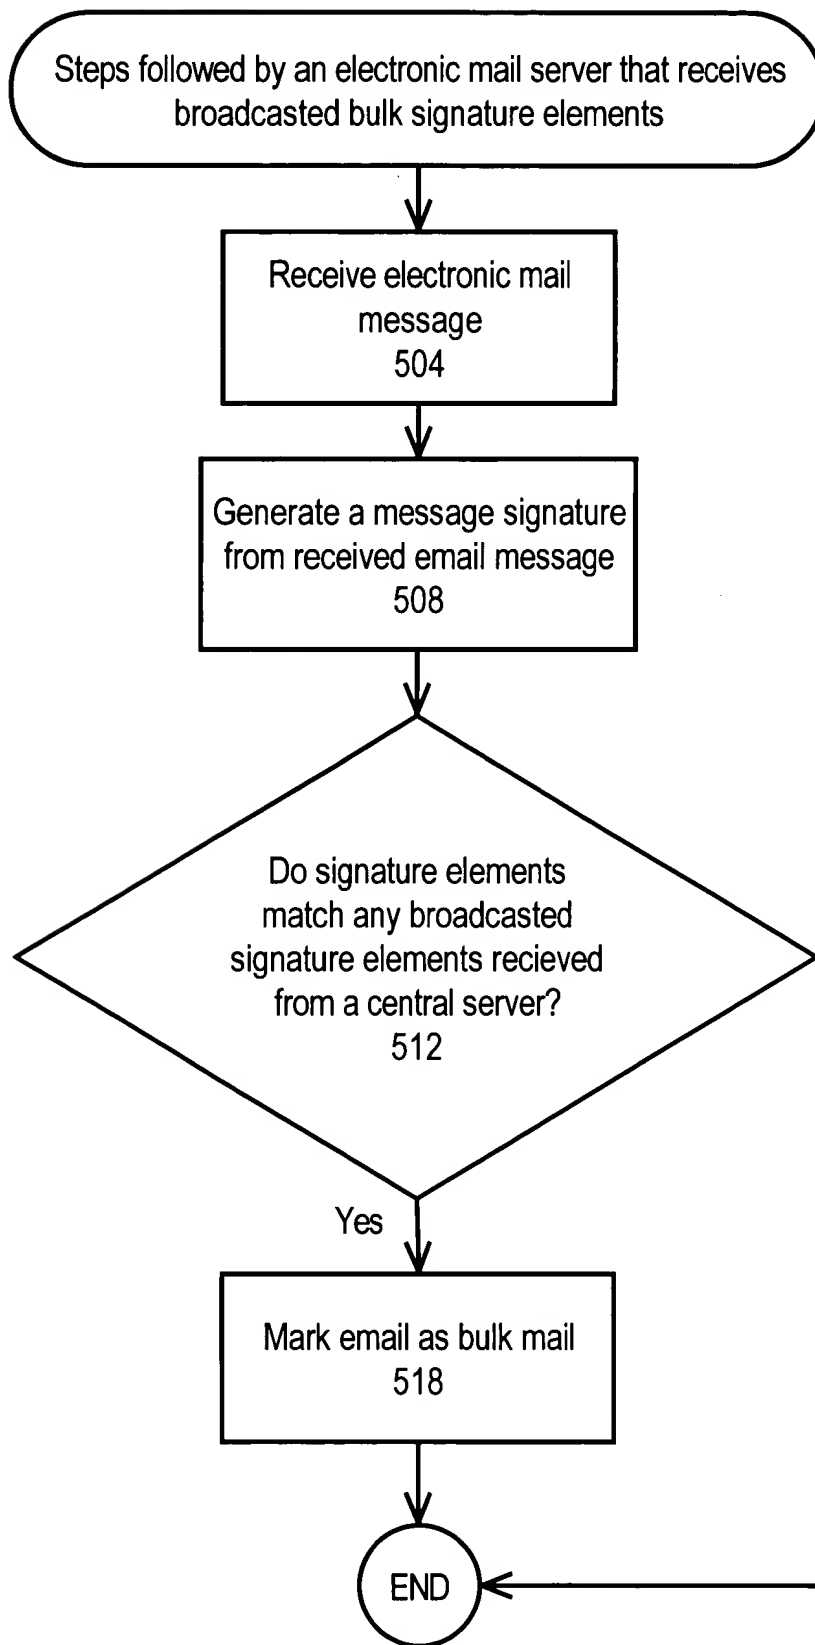 Steps followed by an electronic mail server that receives
broadcasted bulk signature elements
Receive electronic mail
message
504
Generate a message signature
from received email message
508
Do signature elements
match any broadcasted
signature elements recieved
from a central server?
512
Yes
Mark email as bulk mail
518
END